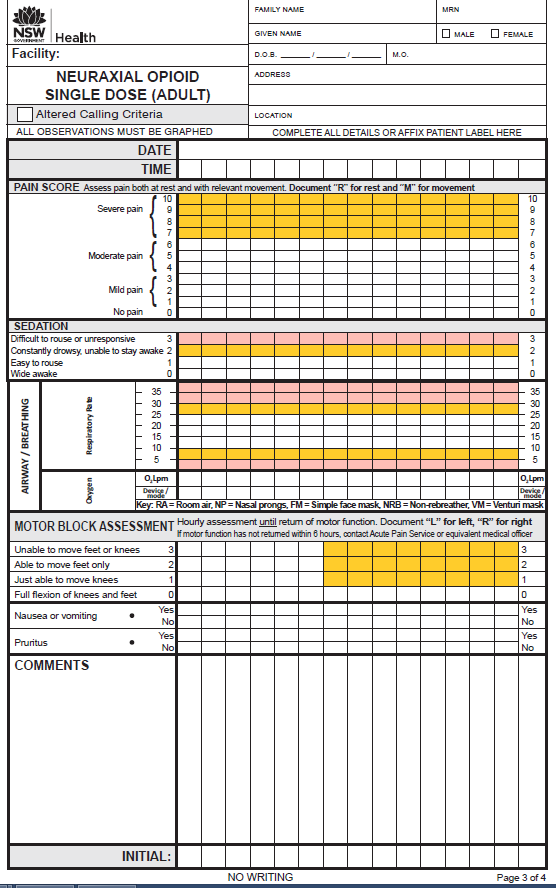 FAMILY NAME
MRN
NSW
GOVERNMENT
Health
GIVEN NAME
MALE
FEMALE
Facility:
D.O.B. ______ / ______ / ______
M.O.
ADDRESS
NEURAXIAL OPIOID
SINGLE DOSE (ADULT)
Altered Calling Criteria
LOCATION
ALL OBSERVATIONS MUST BE GRAPHED
COMPLETE ALL DETAILS OR AFFIX PATIENT LABEL HERE
DATE
TIME
PAIN SCORE Assess pain both at rest and with relevant movement. Document "R" for rest and "M" for movement
10 10
Severe pain 9 9
8 8
7 7
6 6
Moderate pain 5 5
4 4
3 3
Mild pain 2 2
1 1
No pain 0 0
SEDATION
Difficult to rouse or unresponsive 3 3
Constantly drowsy, unable to stay awake 2 2
Easy to rouse 1 1
Wide awake 0 0
AIRWAY / BREATHING
Respiratory Rate
35 35
30 30
25 25
20 20
15 15
10 10
5 5
Oxygen
O₂Lpm O₂Lpm
Device / mode Device / mode
Key: RA = Room air, NP = Nasal prongs, FM = Simple face mask, NRB = Non-rebreather, VM = Venturi mask
MOTOR BLOCK ASSESSMENT Hourly assessment until return of motor function. Document "L" for left, "R" for right
If motor function has not returned within 6 hours, contact Acute Pain Service or equivalent medical officer
Unable to move feet or knees 3 3
Able to move feet only 2 2
Just able to move knees 1 1
Full flexion of knees and feet 0 0
Nausea or vomiting • Yes Yes
No No
Pruritus • Yes Yes
No No
COMMENTS
INITIAL:
NO WRITING
Page 3 of 4